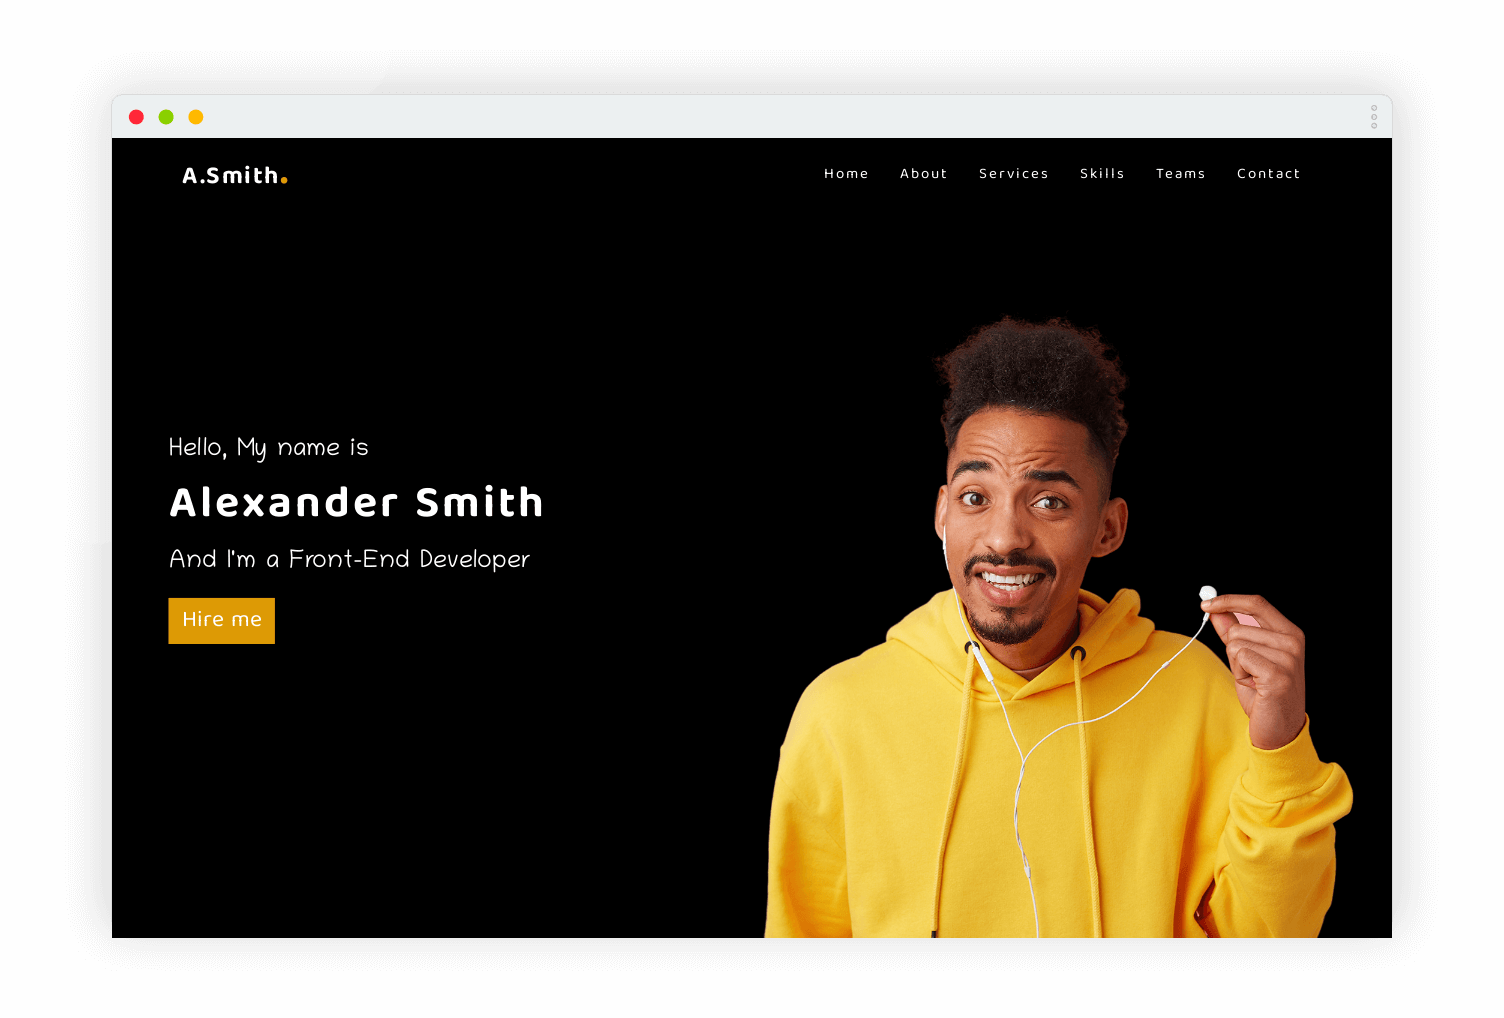 A.Smith.
Home About Services Skills Teams Contact
Hello, My name is
Alexander Smith
And I'm a Front-End Developer
Hire me